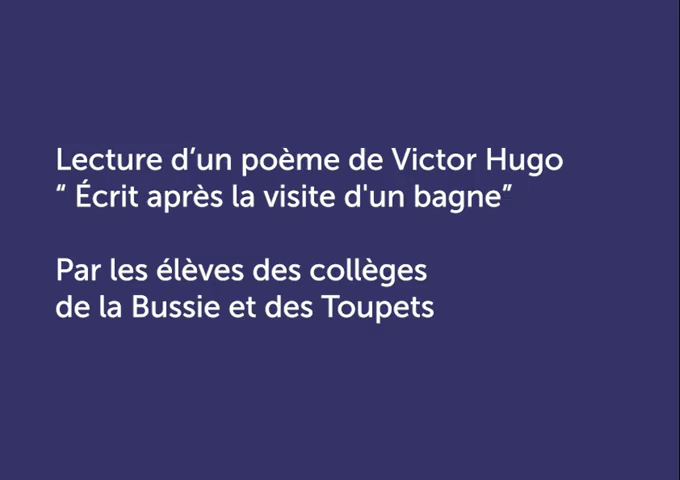 Lecture d’un poème de Victor Hugo
“ Écrit après la visite d'un bagne”
Par les élèves des collèges
de la Bussie et des Toupets